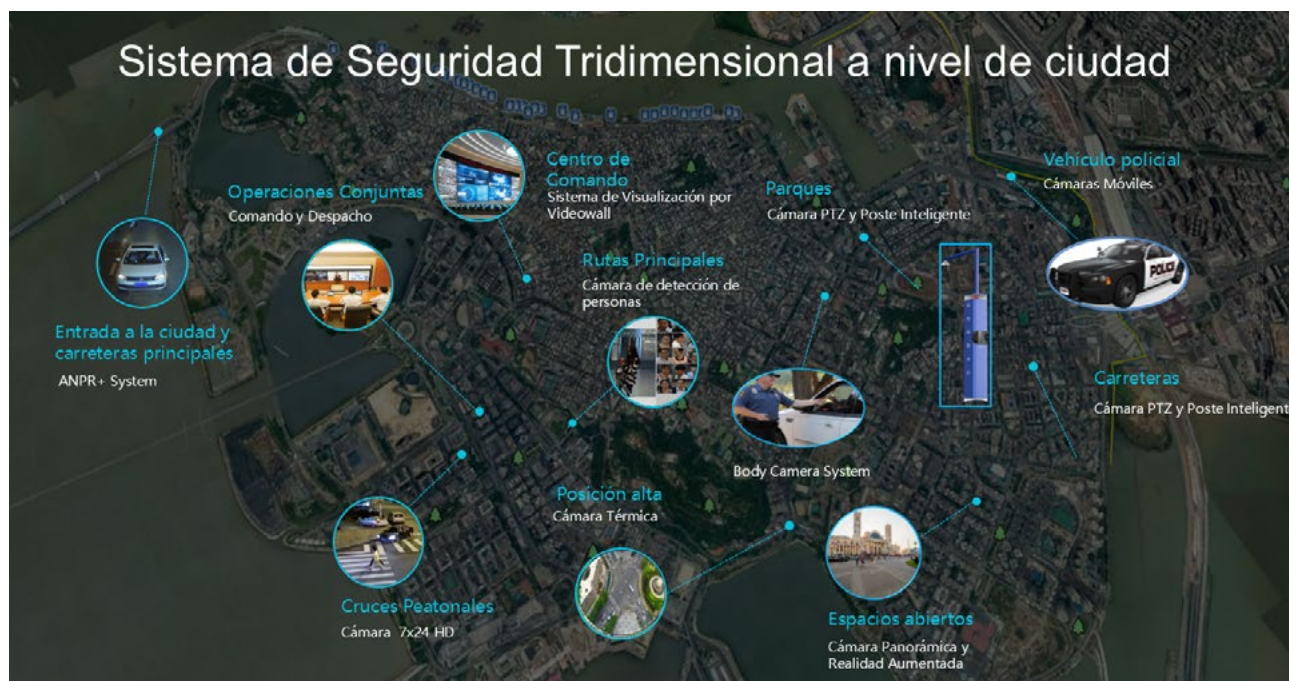 Sistema de Seguridad Tridimensional a nivel de ciudad
Centro de
Comando
Sistema de Visualización por
Videowall
Operaciones Conjuntas
Comando y Despacho
Parques
Cámara PTZ y Poste Inteligente
Vehiculo policial
Cámaras Móviles
Rutas Principales
Cámara de detección de
personas
POLICE
Entrada a la ciudad y
carreteras principales
ANPR+ System
Carreteras
Cámara PTZ y Poste Inteligente
Body Camera System
Posición alta
Cámara Térmica
Cruces Peatonales
Cámara 7x24 HD
Espacios abiertos
Cámara Panorámica y
Realidad Aumentada